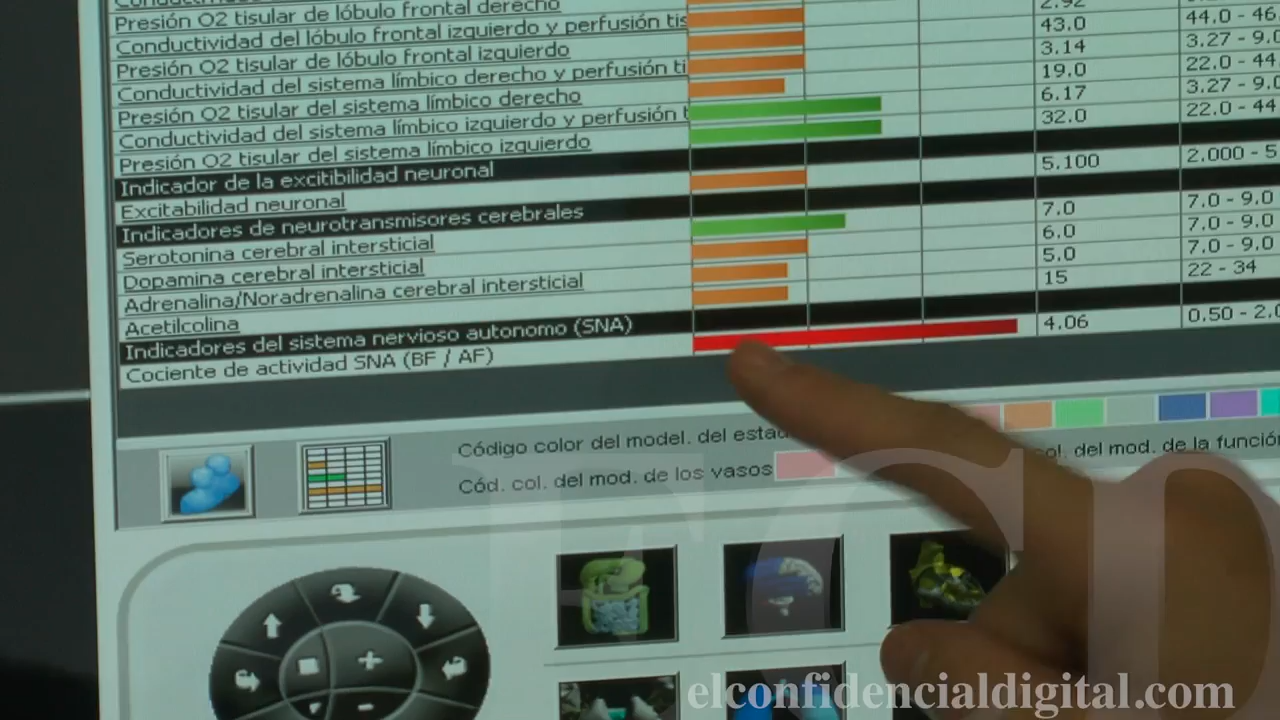 Presión O2 tisular de lóbulo frontal derecho
Conductividad del lóbulo frontal izquierdo y perfusión tis
Presión O2 tisular de lóbulo frontal izquierdo
Conductividad del sistema límbico derecho y perfusión ti
Presión O2 tisular del sistema límbico derecho
Conductividad del sistema límbico izquierdo y perfusión t
Presión O2 tisular del sistema límbico izquierdo
Indicador de la excitibilidad neuronal
Excitabilidad neuronal
Indicadores de neurotransmisores cerebrales
Serotonina cerebral intersticial
Dopamina cerebral intersticial
Adrenalina/Noradrenalina cerebral intersticial
Acetilcolina
Indicadores del sistema nervioso autonomo (SNA)
Cociente de actividad SNA (BF / AF)
2.92
43.0 44.0 - 46
3.14 3.27 - 9.0
19.0 22.0 - 44
6.17 3.27 - 9.0
32.0 22.0 - 44
5.100 2.000 - 5
7.0 7.0 - 9.0
6.0 7.0 - 9.0
5.0 7.0 - 9.0
15 22 - 34
4.06 0.50 - 2.0
Código color del model. del estad
col. del mod. de la función
Cód. col. del mod. de los vasos
ECD
elconfidencialdigital.com